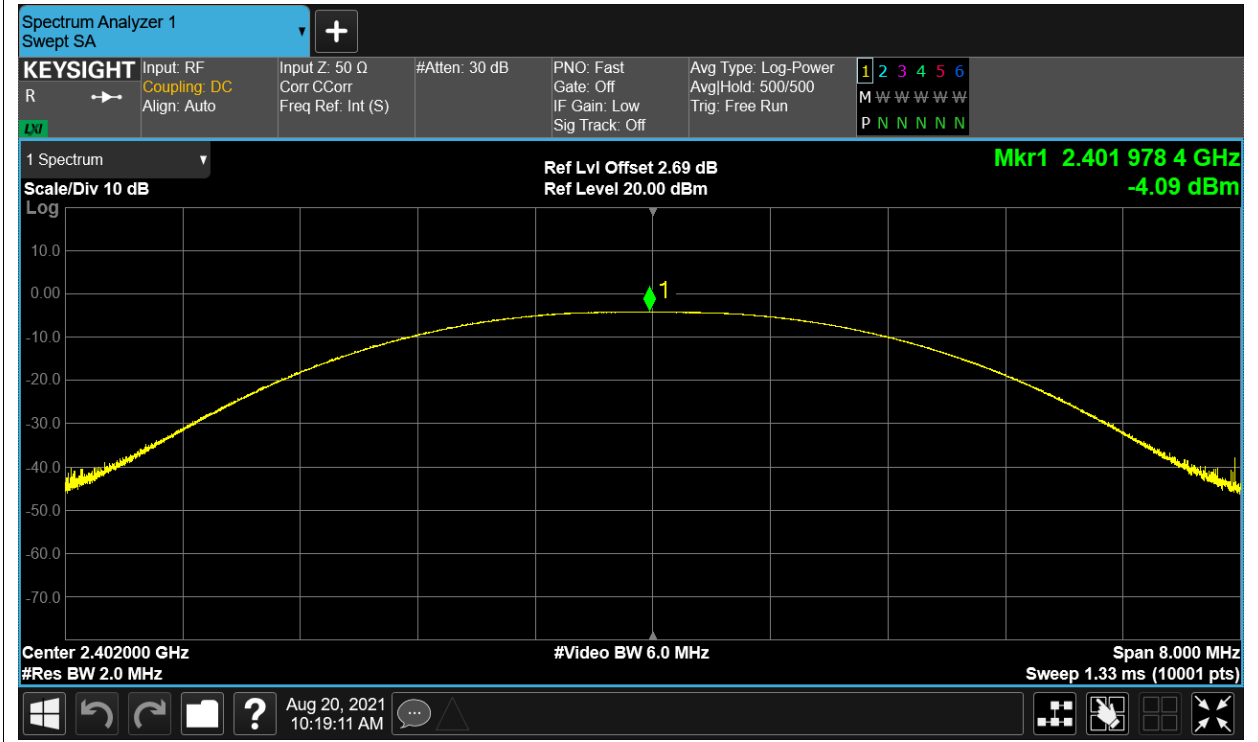 Spectrum Analyzer 1
Swept SA
KEYSIGHT
R
LXI
Input: RF
Coupling: DC
Align: Auto
Input Z: 50 Ω
Corr CCorr
Freq Ref: Int (S)
#Atten: 30 dB
PNO: Fast
Gate: Off
IF Gain: Low
Sig Track: Off
Avg Type: Log-Power
Avg|Hold: 500/500
Trig: Free Run
1 2 3 4 5 6
M W W W W W
P N N N N N
1 Spectrum
Scale/Div 10 dB
Log
Ref Lvl Offset 2.69 dB
Ref Level 20.00 dBm
Mkr1 2.401 978 4 GHz
-4.09 dBm
10.0
0.00
-10.0
-20.0
-30.0
-40.0
-50.0
-60.0
-70.0
1
Center 2.402000 GHz
#Res BW 2.0 MHz
#Video BW 6.0 MHz
Span 8.000 MHz
Sweep 1.33 ms (10001 pts)
?
Aug 20, 2021
10:19:11 AM